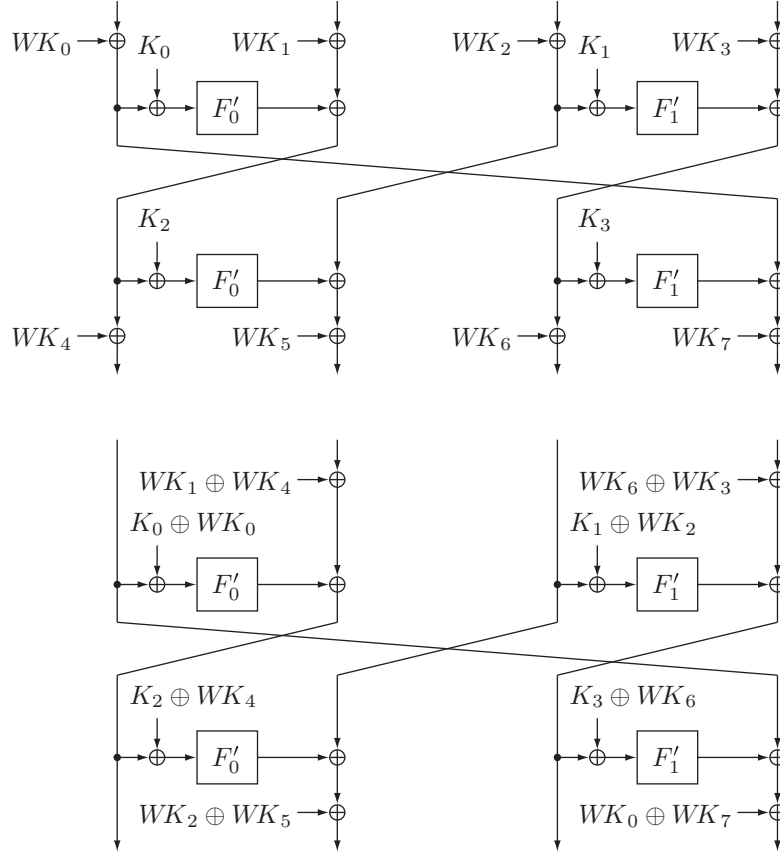 WK₀ K₀ WK₁ WK₂ K₁ WK₃
F′₀ F′₁
K₂ K₃
F′₀ F′₁
WK₄ WK₅ WK₆ WK₇
WK₁ ⊕ WK₄ WK₆ ⊕ WK₃
K₀ ⊕ WK₀ K₁ ⊕ WK₂
F′₀ F′₁
K₂ ⊕ WK₄ K₃ ⊕ WK₆
F′₀ F′₁
WK₂ ⊕ WK₅ WK₀ ⊕ WK₇